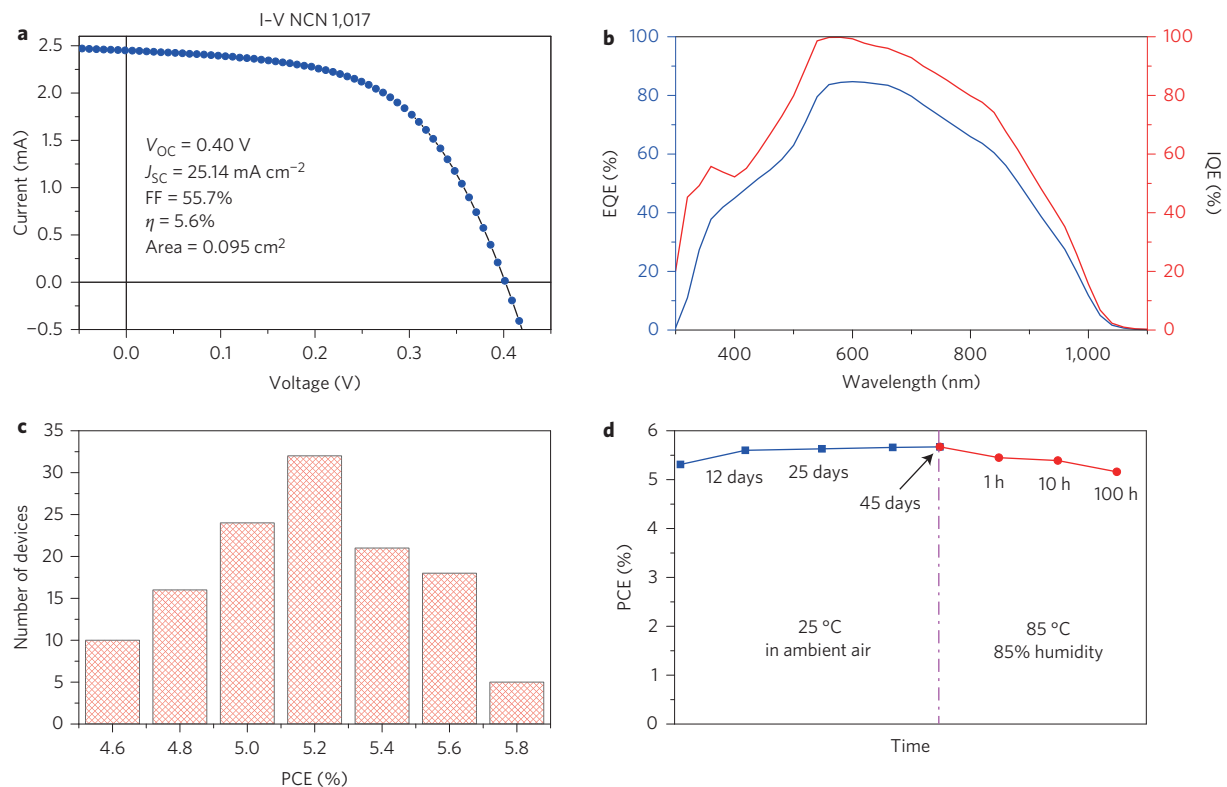 I–V NCN 1,017
a
2.5
2.0
1.5
1.0
0.5
0.0
−0.5
Current (mA)
V_OC = 0.40 V
J_SC = 25.14 mA cm⁻²
FF = 55.7%
η = 5.6%
Area = 0.095 cm²
0.0 0.1 0.2 0.3 0.4
Voltage (V)
b
100
80
60
40
20
0
EQE (%)
100
80
60
40
20
0
IQE (%)
400 600 800 1,000
Wavelength (nm)
c
35
30
25
20
15
10
5
0
Number of devices
4.6 4.8 5.0 5.2 5.4 5.6 5.8
PCE (%)
d
6
5
4
3
2
1
0
PCE (%)
12 days
25 days
45 days
1 h
10 h
100 h
25 °C
in ambient air
85 °C
85% humidity
Time